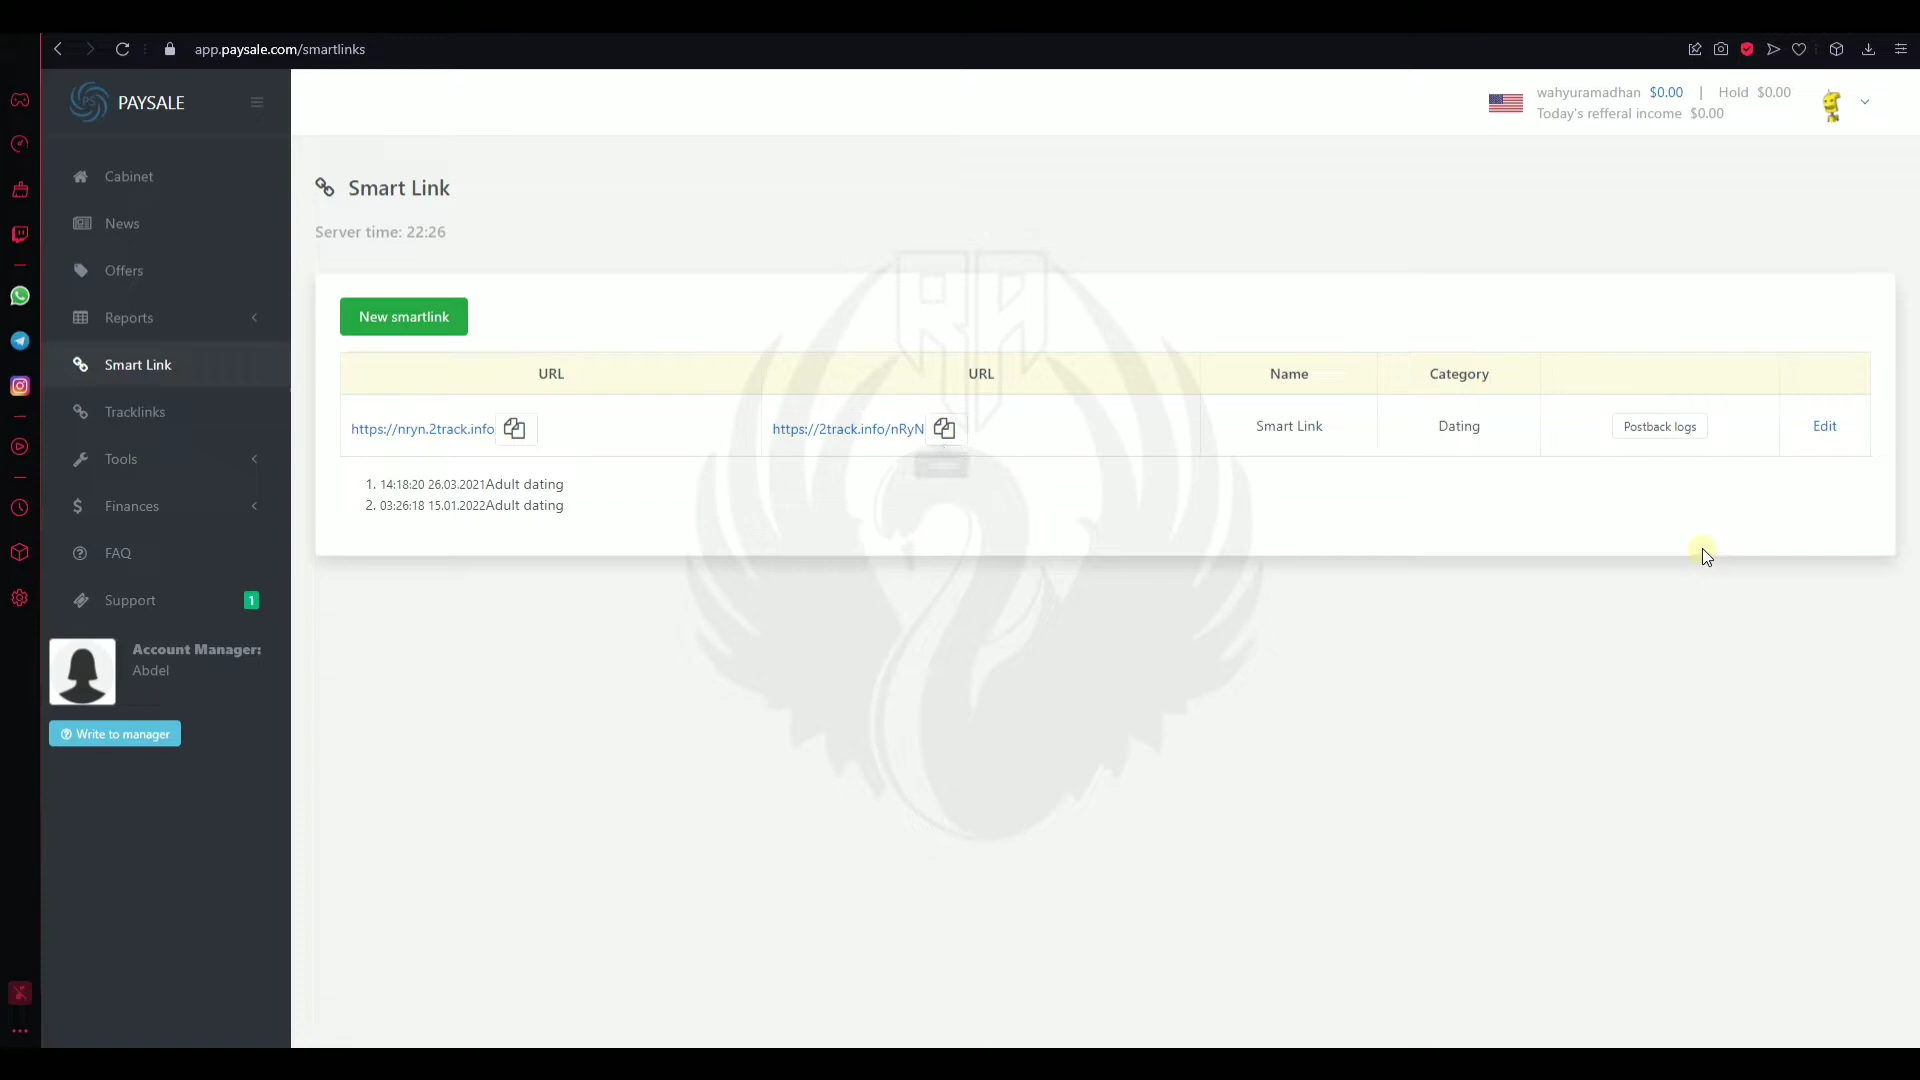 app.paysale.com/smartlinks
PS PAYSALE
wahyuramadhan $0.00 | Hold $0.00
Today's refferal income $0.00
Cabinet
News
Offers
Reports
Smart Link
Tracklinks
Tools
Finances
FAQ
Support 1
Account Manager:
Abdel
Write to manager
Smart Link
Server time: 22:26
New smartlink
URL URL Name Category
https://nryn.2track.info https://2track.info/nRyN Smart Link Dating Postback logs Edit
1. 14:18:20 26.03.2021Adult dating
2. 03:26:18 15.01.2022Adult dating
RA